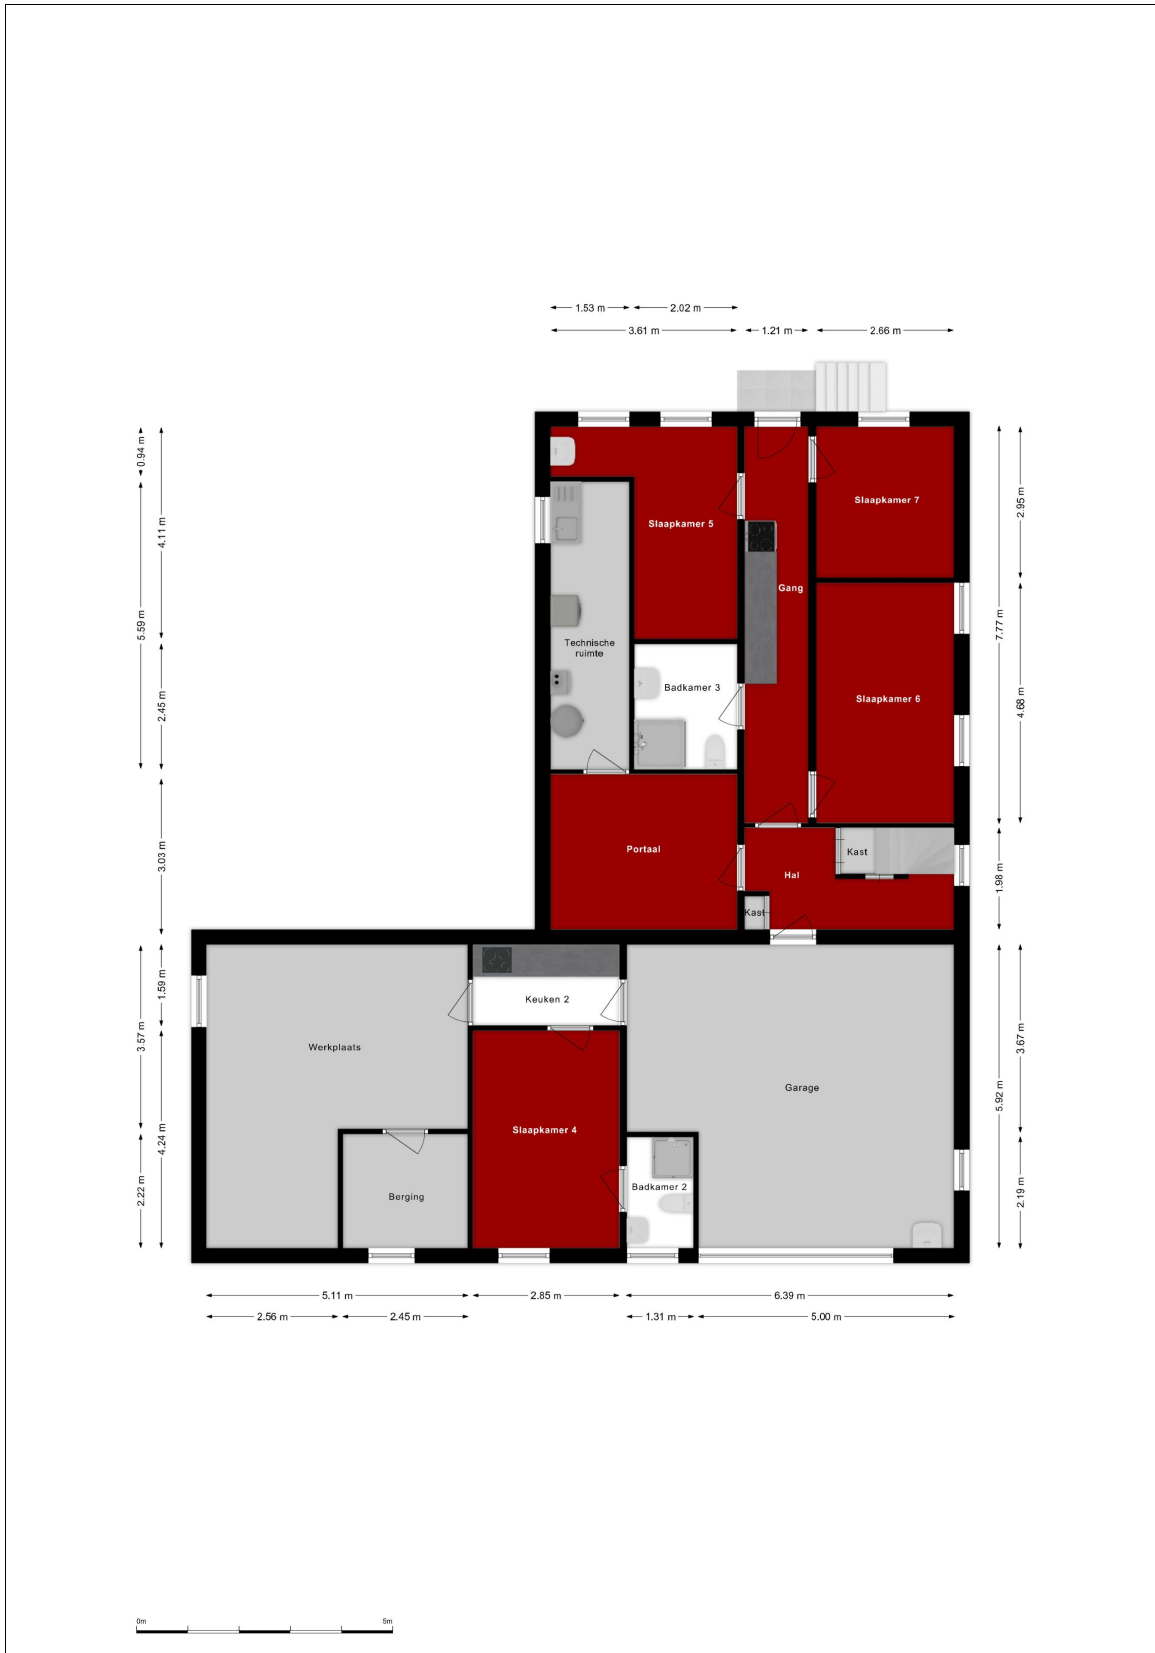 1.53 m
2.02 m
3.61 m
1.21 m
2.66 m
0.94 m
4.11 m
5.59 m
2.45 m
3.03 m
1.59 m
3.57 m
4.24 m
2.22 m
2.95 m
7.77 m
4.68 m
1.98 m
3.67 m
5.92 m
2.19 m
Slaapkamer 7
Slaapkamer 5
Gang
Technische
ruimte
Badkamer 3
Slaapkamer 6
Portaal
Kast
Hal
Kast
Keuken 2
Werkplaats
Garage
Slaapkamer 4
Badkamer 2
Berging
5.11 m
2.85 m
6.39 m
2.56 m
2.45 m
1.31 m
5.00 m
0m
5m